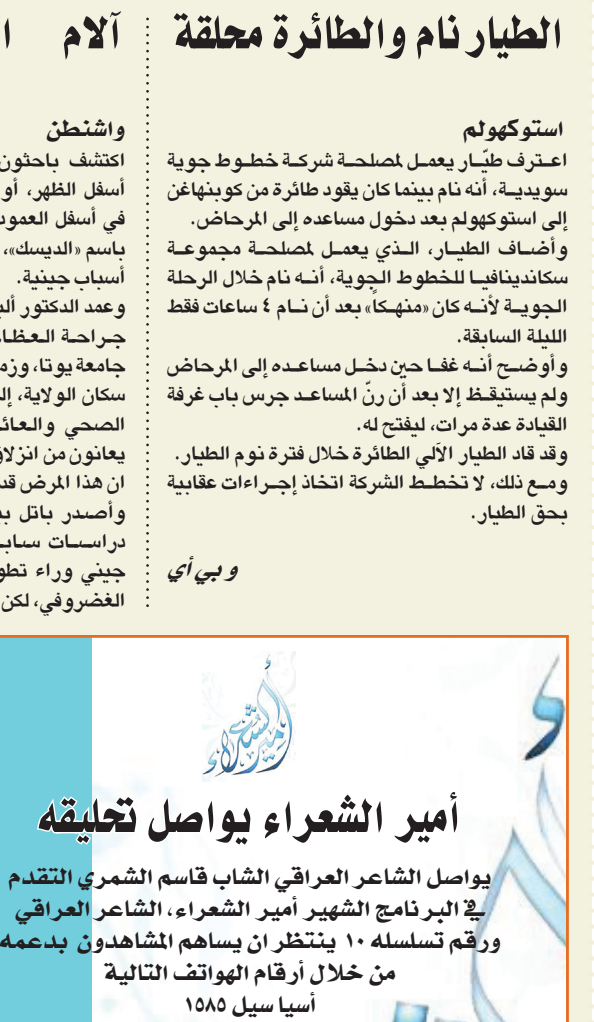 الطيار نام والطائرة محلقة
استوكهولم
اعترف طيّار يعمل لمصلحة شركة خطوط جوية
سويدية، أنه نام بينما كان يقود طائرة من كوبنهاغن
إلى استوكهولم بعد دخول مساعده إلى المرحاض.
وأضاف الطيار، الذي يعمل لمصلحة مجموعة
سكاندينافيا للخطوط الجوية، أنه نام خلال الرحلة
الجوية لأنه كان «منهكاً» بعد أن نام ٤ ساعات فقط
الليلة السابقة.
وأوضح أنه غفا حين دخل مساعده إلى المرحاض
ولم يستيقظ إلا بعد أن رنّ المساعد جرس باب غرفة
القيادة عدة مرات، ليفتح له.
وقد قاد الطيار الآلي الطائرة خلال فترة نوم الطيار.
ومع ذلك، لا تخطط الشركة اتخاذ إجراءات عقابية
بحق الطيار.
و بي أي
آلام
واشنطن
اكتشف باحثون
أسفل الظهر، أو
في أسفل العمود
باسم «الديسك»،
أسباب جينية.
وعمد الدكتور
جراحة العظا
جامعة يوتا، وزم
سكان الولاية، إل
الصحي والعائ
يعانون من انزلا
ان هذا المرض قد
وأصدر باتل
دراسات ساب
جيني وراء تطو
الغضروفي، لكن
أمير الشعراء
أمير الشعراء يواصل تحليقه
يواصل الشاعر العراقي الشاب قاسم الشمري التقدم
في البرنامج الشهير أمير الشعراء، الشاعر العراقي
ورقم تسلسله ١٠ ينتظر ان يساهم المشاهدون بدعمه
من خلال أرقام الهواتف التالية
أسيا سيل ١٥٨٥